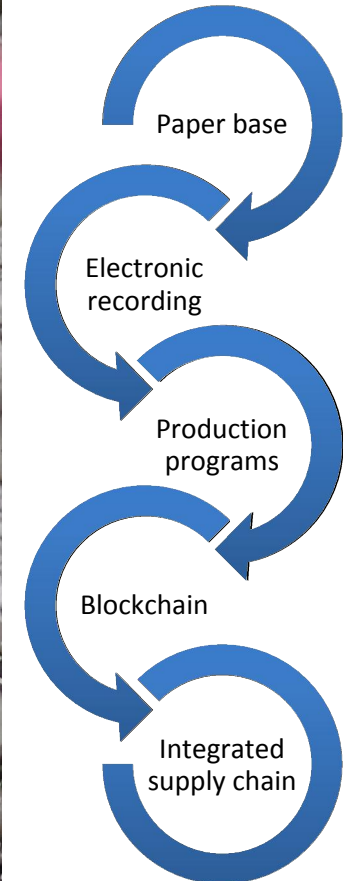 Paper base
Electronic
recording
Production
programs
Blockchain
Integrated
supply chain